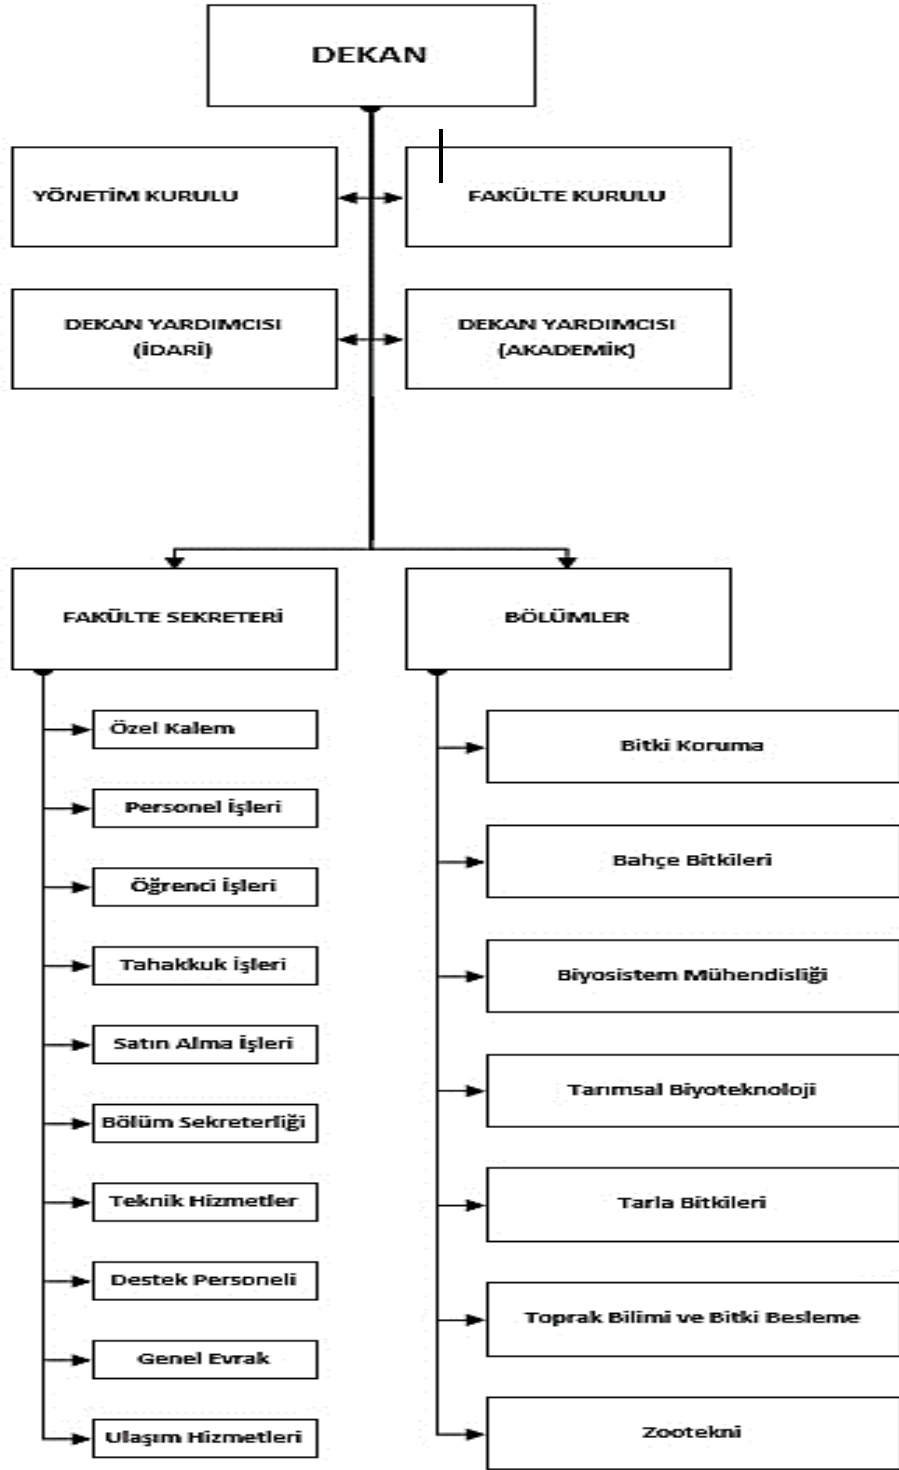 DEKAN
YÖNETİM KURULU
FAKÜLTE KURULU
DEKAN YARDIMCISI
(İDARİ)
DEKAN YARDIMCISI
(AKADEMİK)
FAKÜLTE SEKRETERİ
BÖLÜMLER
Özel Kalem
Personel İşleri
Öğrenci İşleri
Tahakkuk İşleri
Satın Alma İşleri
Bölüm Sekreterliği
Teknik Hizmetler
Destek Personeli
Genel Evrak
Ulaşım Hizmetleri
Bitki Koruma
Bahçe Bitkileri
Biyosistem Mühendisliği
Tarımsal Biyoteknoloji
Tarla Bitkileri
Toprak Bilimi ve Bitki Besleme
Zootekni